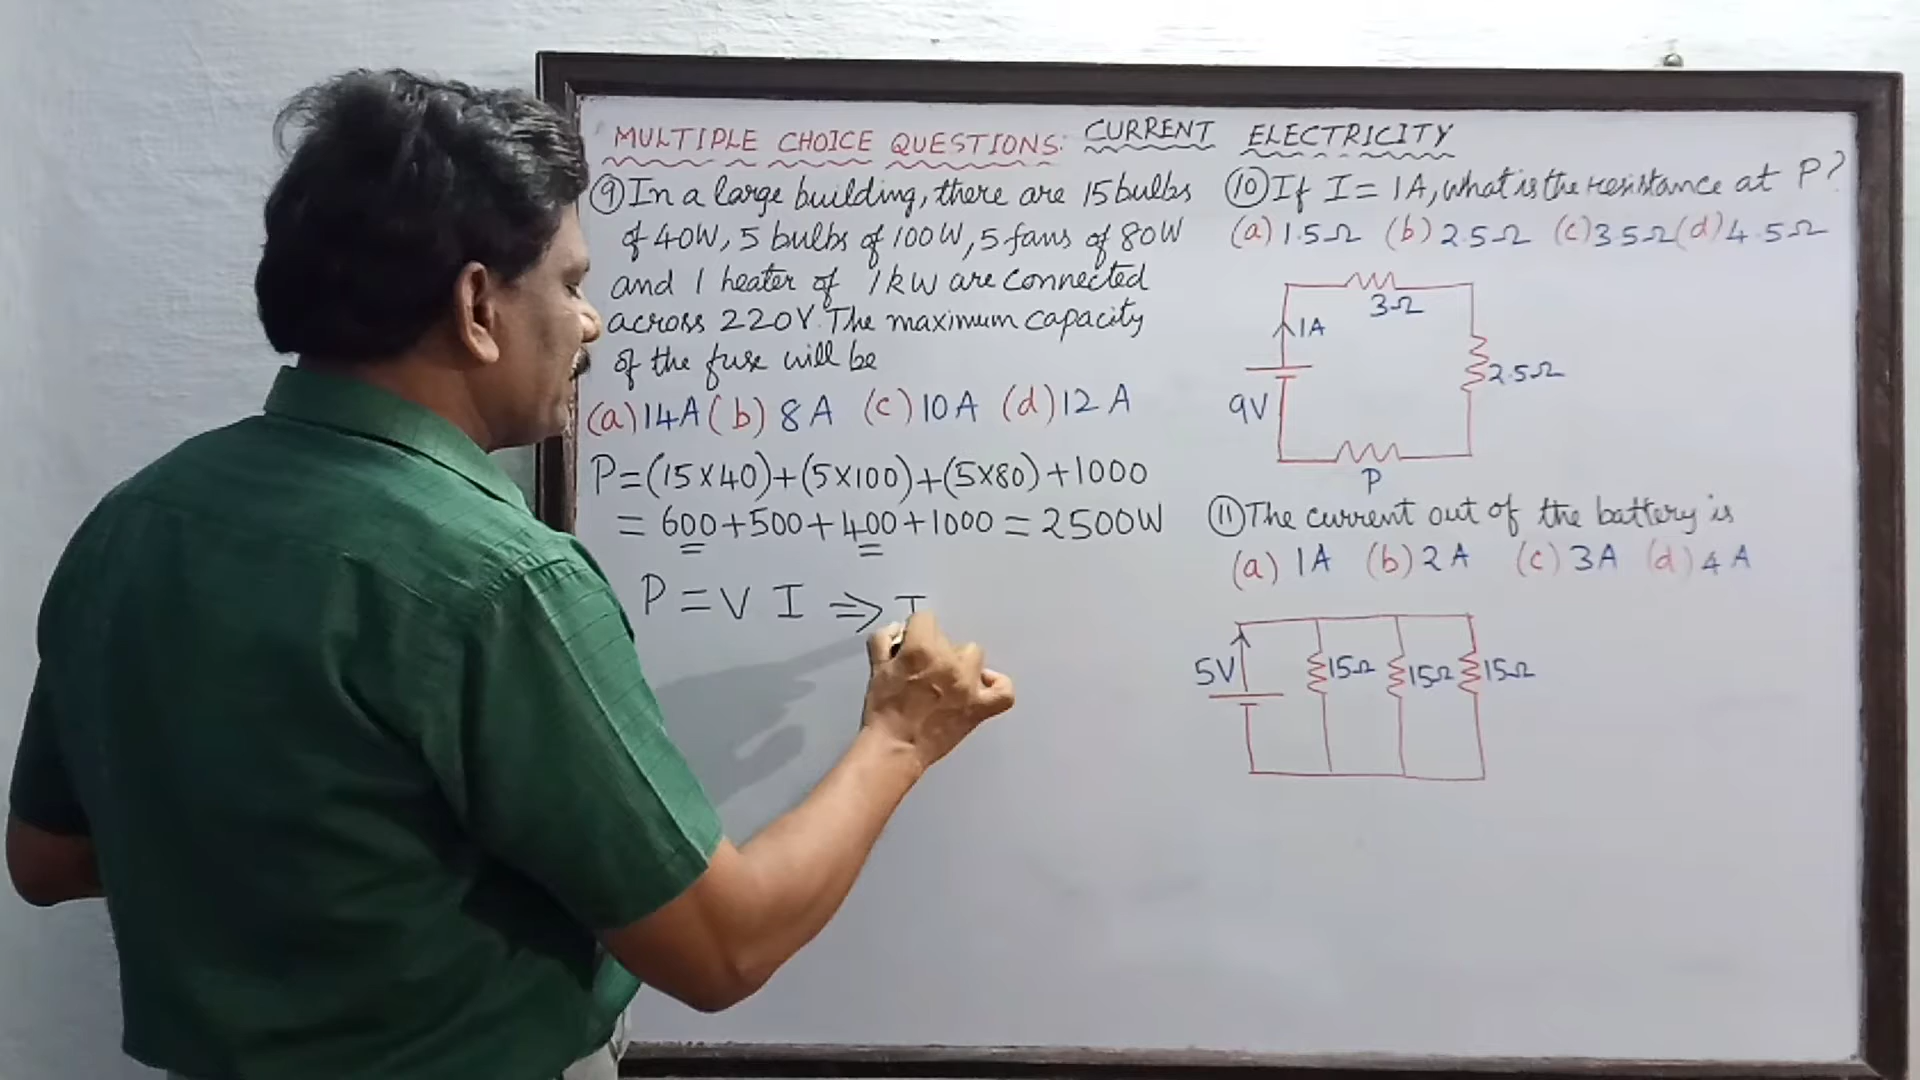 MULTIPLE CHOICE QUESTIONS: CURRENT ELECTRICITY
⑨ In a large building, there are 15 bulbs
of 40W, 5 bulbs of 100W, 5 fans of 80W
and 1 heater of 1kW are connected
across 220V. The maximum capacity
of the fuse will be
(a) 14A (b) 8A (c) 10A (d) 12A
P=(15×40)+(5×100)+(5×80)+1000
= 600+500+400+1000 = 2500W
P = V I ⇒ I
⑩ If I = 1A, what is the resistance at P?
(a) 1.5Ω (b) 2.5Ω (c) 3.5Ω (d) 4.5Ω
3Ω
1A
2.5Ω
9V
P
⑪ The current out of the battery is
(a) 1A (b) 2A (c) 3A (d) 4A
5V 15Ω 15Ω 15Ω